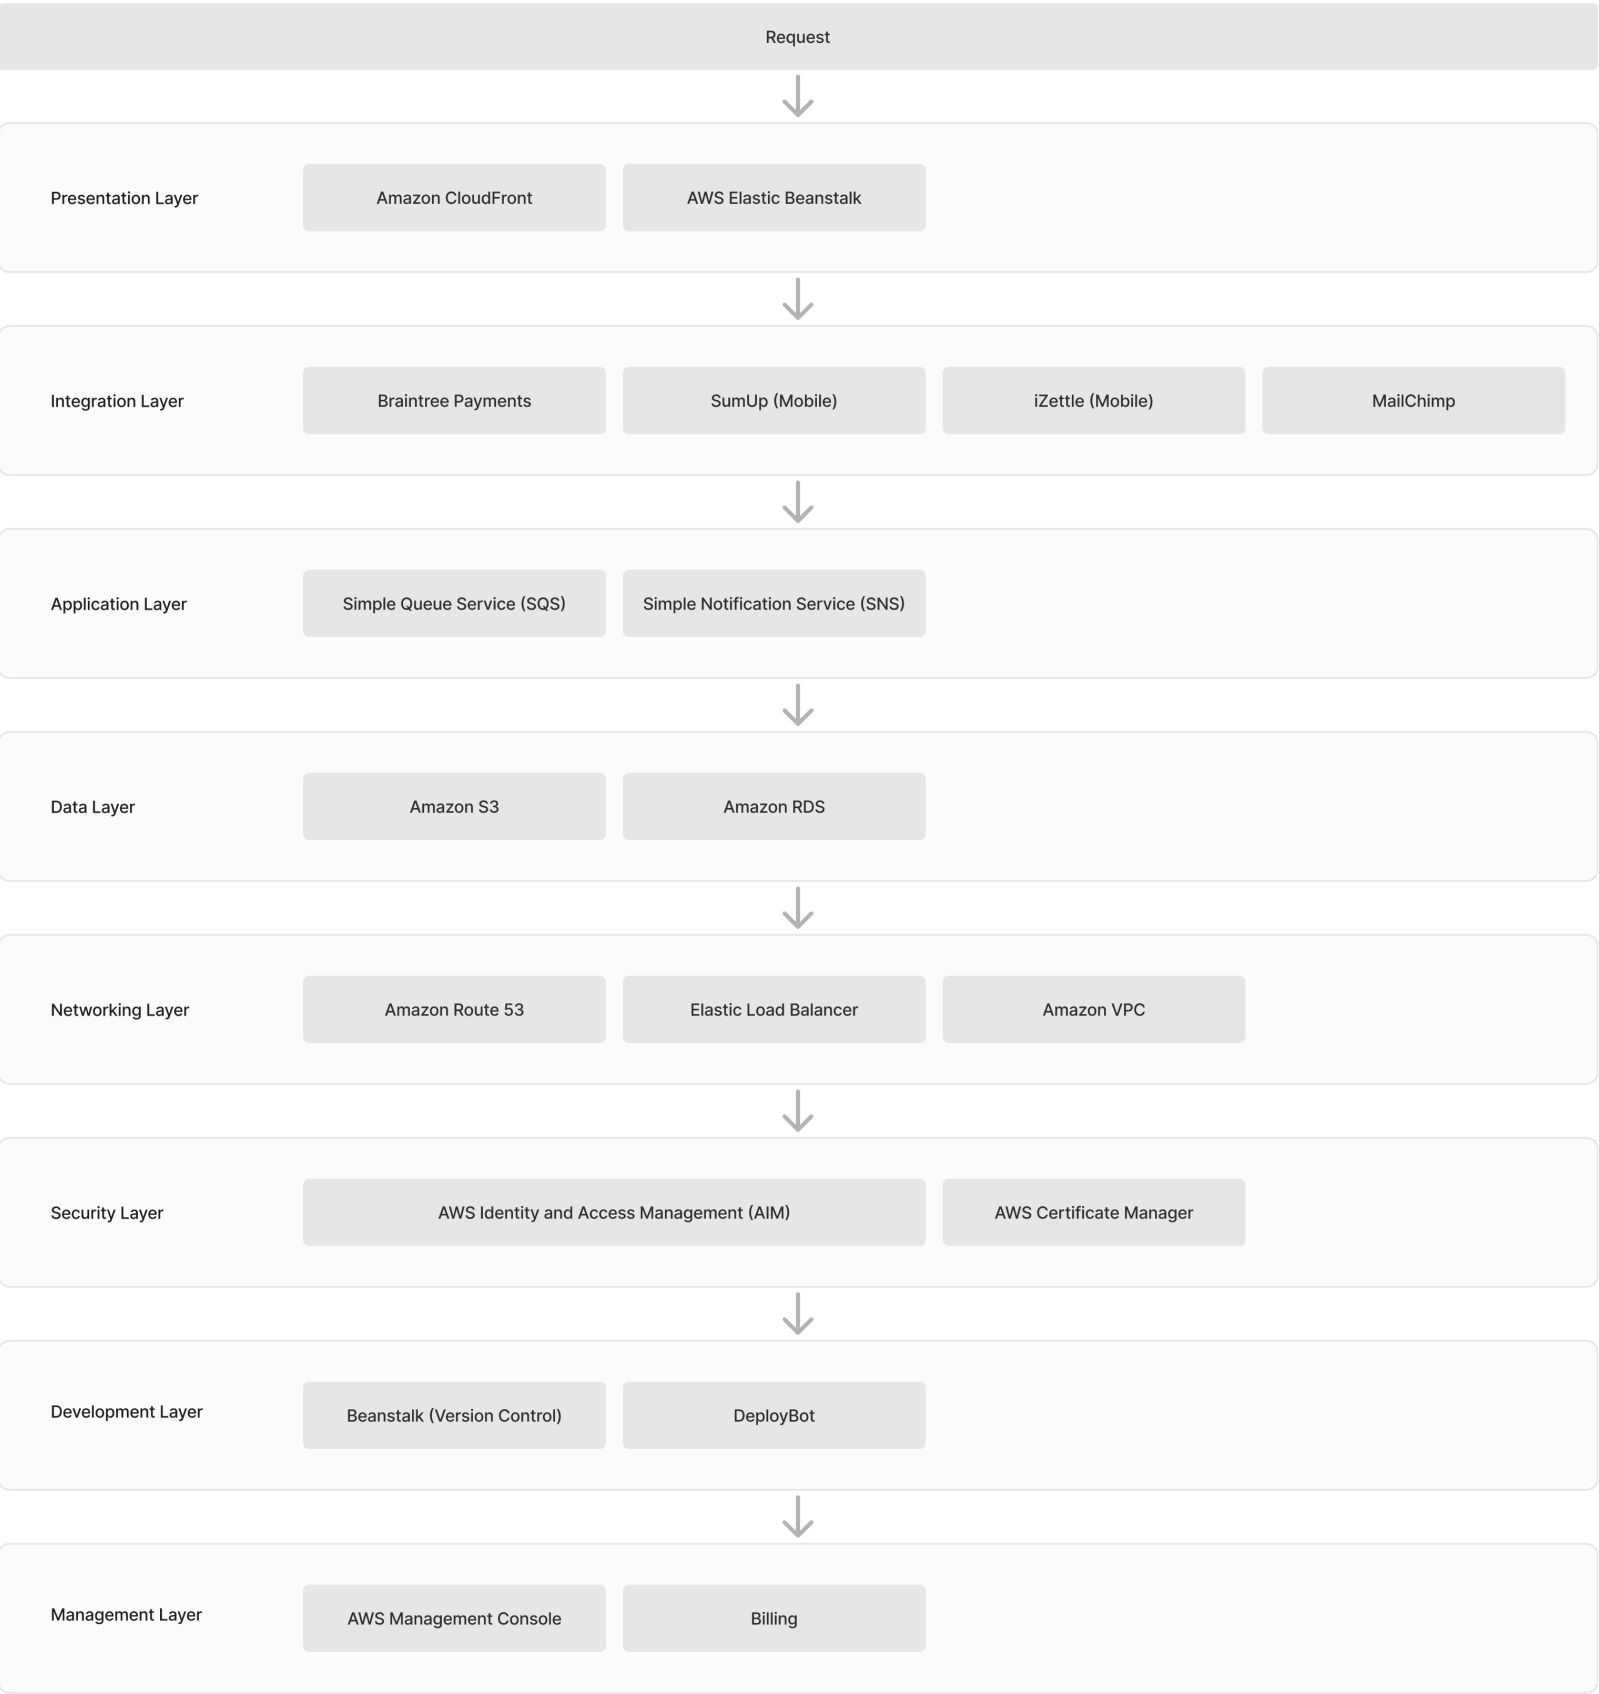 Request
Presentation Layer
Amazon CloudFront
AWS Elastic Beanstalk
Integration Layer
Braintree Payments
SumUp (Mobile)
iZettle (Mobile)
MailChimp
Application Layer
Simple Queue Service (SQS)
Simple Notification Service (SNS)
Data Layer
Amazon S3
Amazon RDS
Networking Layer
Amazon Route 53
Elastic Load Balancer
Amazon VPC
Security Layer
AWS Identity and Access Management (AIM)
AWS Certificate Manager
Development Layer
Beanstalk (Version Control)
DeployBot
Management Layer
AWS Management Console
Billing